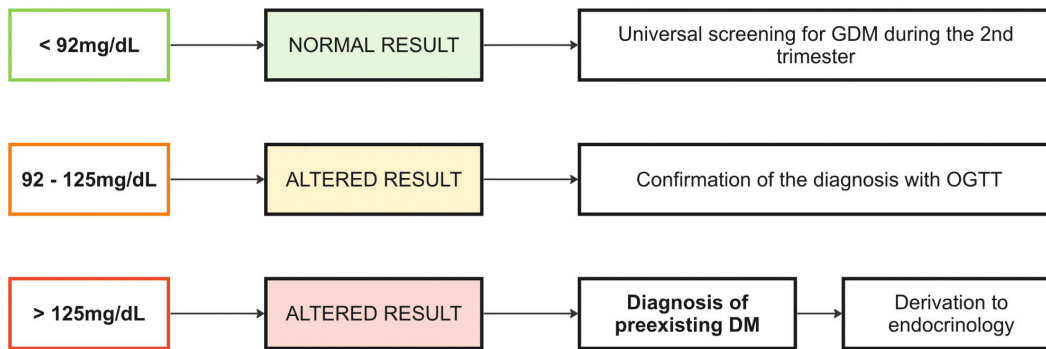 < 92mg/dL
NORMAL RESULT
Universal screening for GDM during the 2nd
trimester
92 - 125mg/dL
ALTERED RESULT
Confirmation of the diagnosis with OGTT
> 125mg/dL
ALTERED RESULT
Diagnosis of
preexisting DM
Derivation to
endocrinology